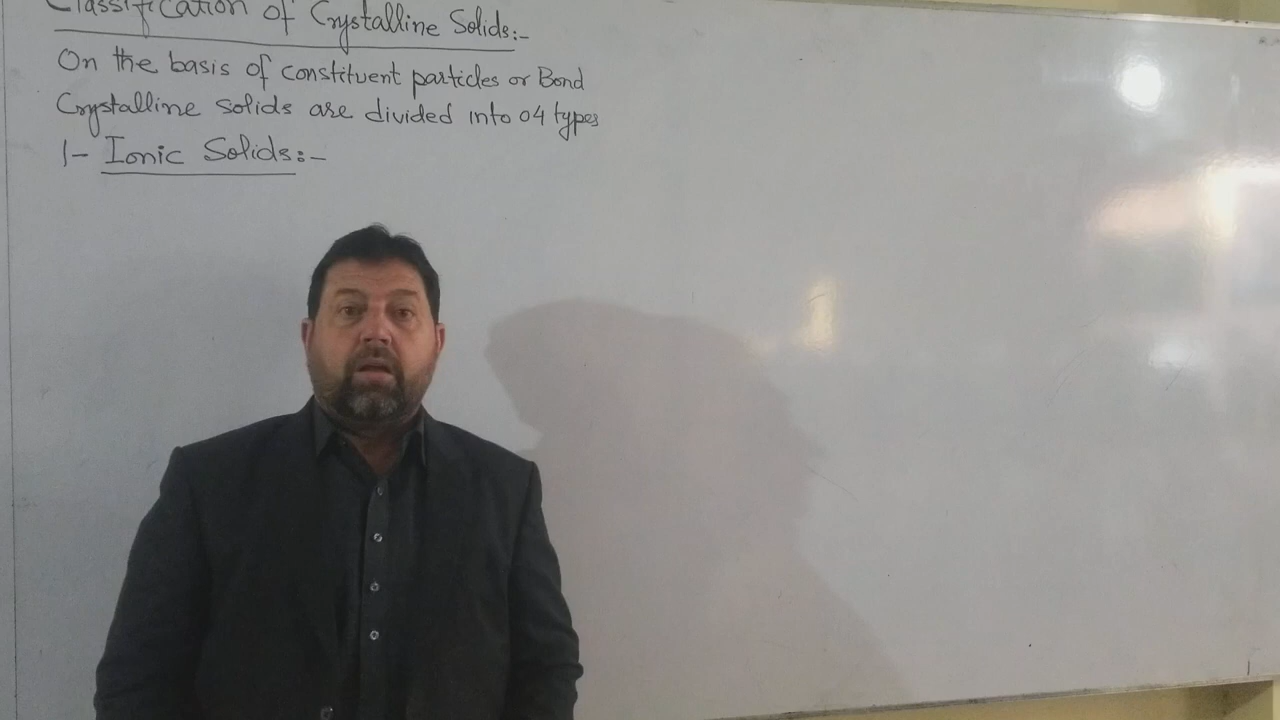 Classification of Crystalline Solids:-
On the basis of constituent particles or Bond
Crystalline solids are divided into 04 types
1- Ionic Solids:-